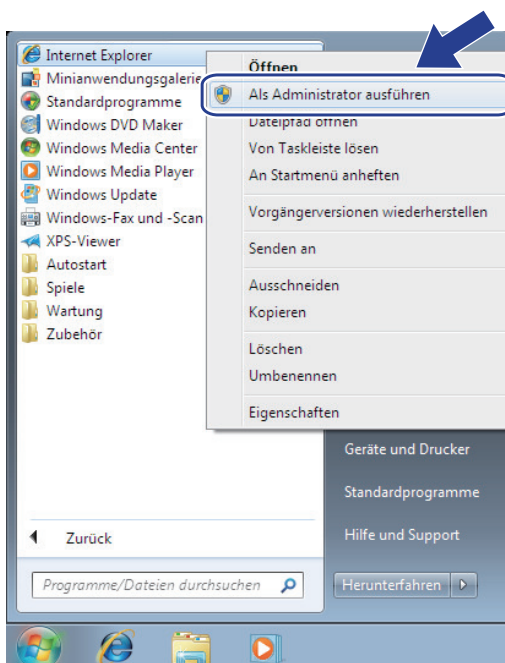 Internet Explorer
Minianwendungsgalerie
Standardprogramme
Windows DVD Maker
Windows Media Center
Windows Media Player
Windows Update
Windows-Fax und -Scan
XPS-Viewer
Autostart
Spiele
Wartung
Zubehör
Öffnen
Als Administrator ausführen
Dateipfad öffnen
Von Taskleiste lösen
An Startmenü anheften
Vorgängerversionen wiederherstellen
Senden an
Ausschneiden
Kopieren
Löschen
Umbenennen
Eigenschaften
Geräte und Drucker
Standardprogramme
Hilfe und Support
Zurück
Programme/Dateien durchsuchen
Herunterfahren